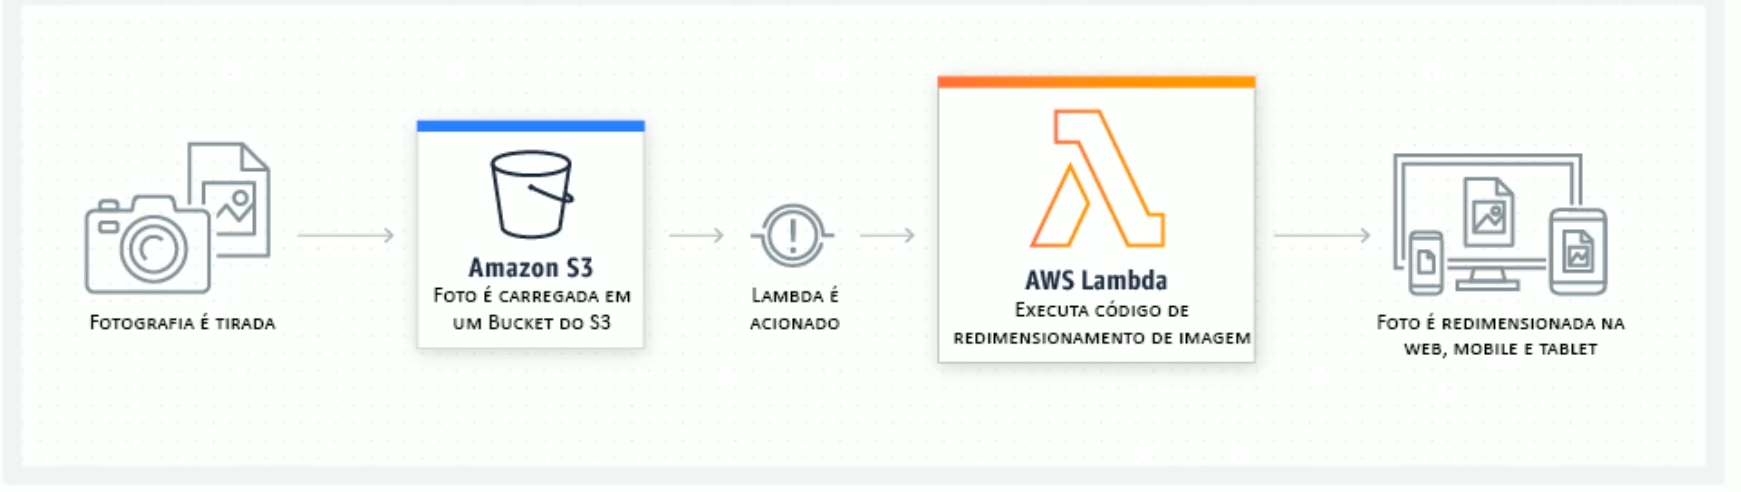 Fotografia é tirada
Amazon S3
Foto é carregada em
um Bucket do S3
Lambda é
acionado
AWS Lambda
Executa código de
redimensionamento de imagem
Foto é redimensionada na
web, mobile e tablet